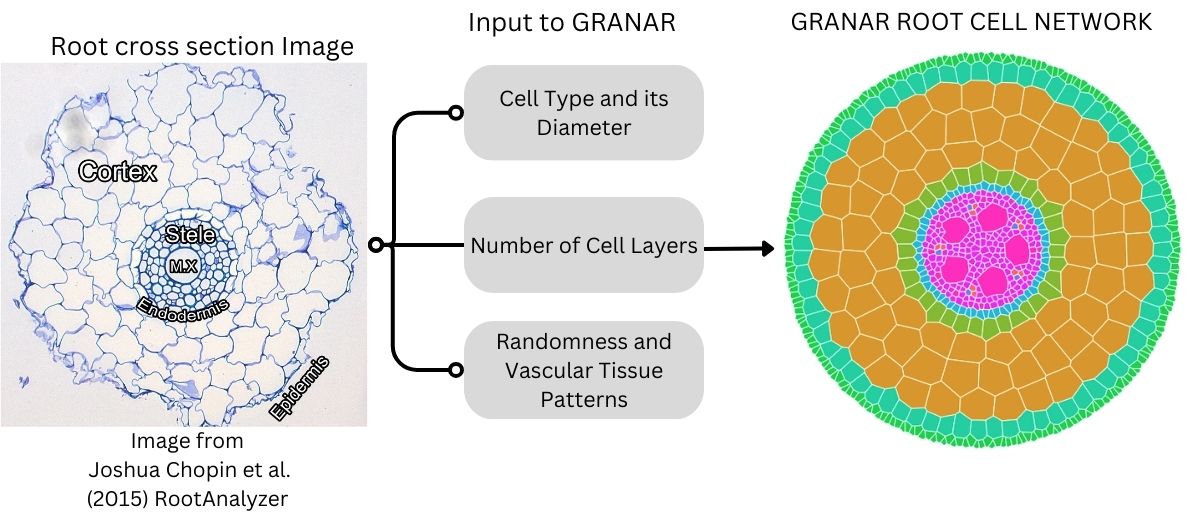 Root cross section Image
Cortex
Stele
M.X
Endodermis
Epidermis
Image from
Joshua Chopin et al.
(2015) RootAnalyzer
Input to GRANAR
Cell Type and its
Diameter
Number of Cell Layers
Randomness and
Vascular Tissue
Patterns
GRANAR ROOT CELL NETWORK